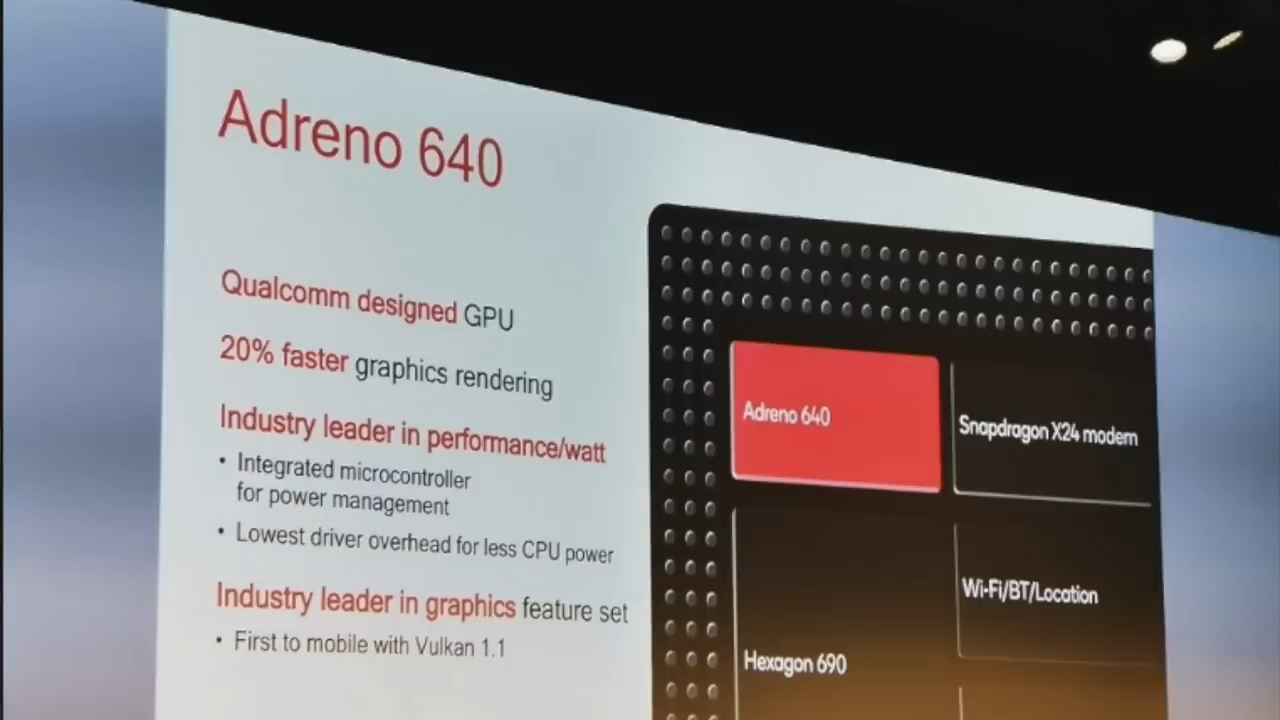 Adreno 640
Qualcomm designed GPU
20% faster graphics rendering
Industry leader in performance/watt
• Integrated microcontroller
for power management
• Lowest driver overhead for less CPU power
Industry leader in graphics feature set
• First to mobile with Vulkan 1.1
Adreno 640
Snapdragon X24 modem
Wi-Fi/BT/Location
Hexagon 690